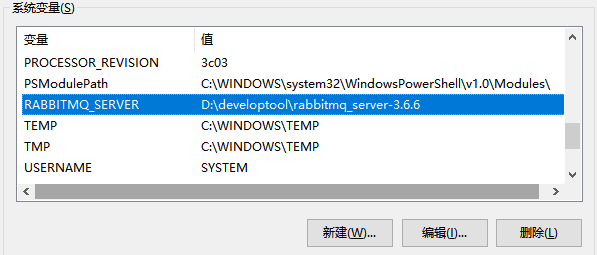 系统变量(S)
变量 值
PROCESSOR_REVISION 3c03
PSModulePath C:\WINDOWS\system32\WindowsPowerShell\v1.0\Modules\
RABBITMQ_SERVER D:\developtool\rabbitmq_server-3.6.6
TEMP C:\WINDOWS\TEMP
TMP C:\WINDOWS\TEMP
USERNAME SYSTEM
新建(W)... 编辑(I)... 删除(L)